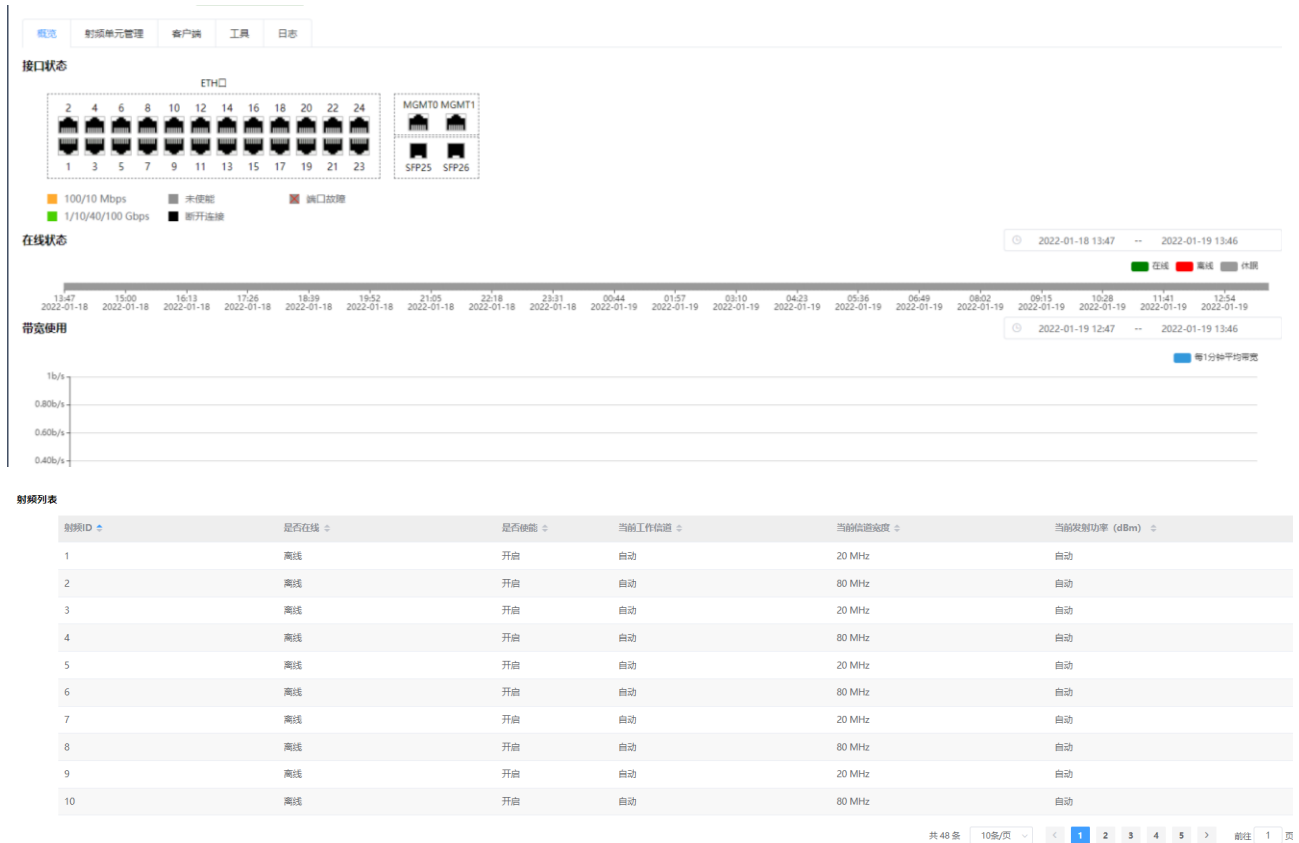 概览 射频单元管理 客户端 工具 日志
接口状态
ETH口
2 4 6 8 10 12 14 16 18 20 22 24 MGMT0 MGMT1
1 3 5 7 9 11 13 15 17 19 21 23 SFP25 SFP26
100/10 Mbps 未使能 端口故障
1/10/40/100 Gbps 断开连接
在线状态 2022-01-18 13:47 -- 2022-01-19 13:46
在线 离线 休眠
13:47 15:00 16:13 17:26 18:39 19:52 21:05 22:18 23:31 00:44 01:57 03:10 04:23 05:36 06:49 08:02 09:15 10:28 11:41 12:54
2022-01-18 2022-01-18 2022-01-18 2022-01-18 2022-01-18 2022-01-18 2022-01-18 2022-01-18 2022-01-18 2022-01-19 2022-01-19 2022-01-19 2022-01-19 2022-01-19 2022-01-19 2022-01-19 2022-01-19 2022-01-19 2022-01-19 2022-01-19
带宽使用 2022-01-19 12:47 -- 2022-01-19 13:46
每1分钟平均带宽
1b/s
0.80b/s
0.60b/s
0.40b/s
射频列表
射频ID 是否在线 是否使能 当前工作信道 当前信道宽度 当前发射功率 (dBm)
1 离线 开启 自动 20 MHz 自动
2 离线 开启 自动 80 MHz 自动
3 离线 开启 自动 20 MHz 自动
4 离线 开启 自动 80 MHz 自动
5 离线 开启 自动 20 MHz 自动
6 离线 开启 自动 80 MHz 自动
7 离线 开启 自动 20 MHz 自动
8 离线 开启 自动 80 MHz 自动
9 离线 开启 自动 20 MHz 自动
10 离线 开启 自动 80 MHz 自动
共 48 条 10条/页 < 1 2 3 4 5 > 前往 1 页